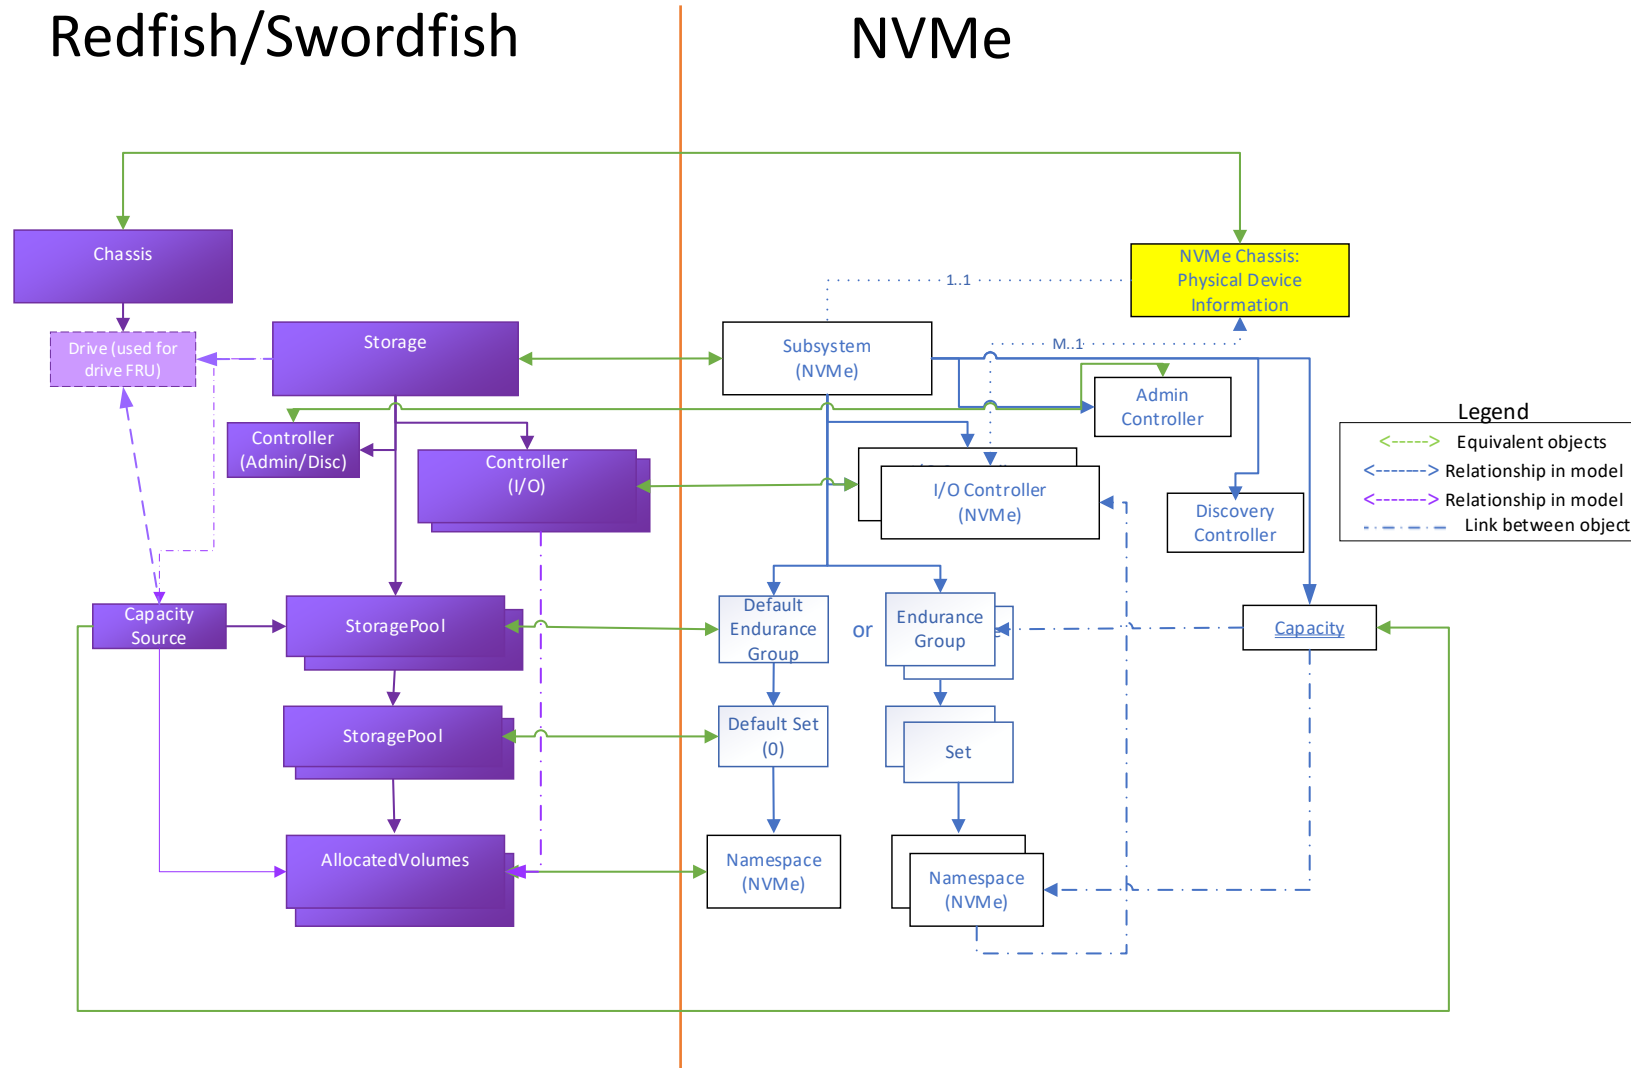 Redfish/Swordfish
NVMe
Chassis
NVMe Chassis:
Physical Device
Information
1..1
Drive (used for
drive FRU)
Storage
Subsystem
(NVMe)
M..1
Admin
Controller
Legend
Equivalent objects
Relationship in model
Relationship in model
Link between object
Controller
(Admin/Disc)
Controller
(I/O)
I/O Controller
(NVMe)
Discovery
Controller
Capacity
Source
StoragePool
Default
Endurance
Group
or
Endurance
Group
Capacity
StoragePool
Default Set
(0)
Set
AllocatedVolumes
Namespace
(NVMe)
Namespace
(NVMe)